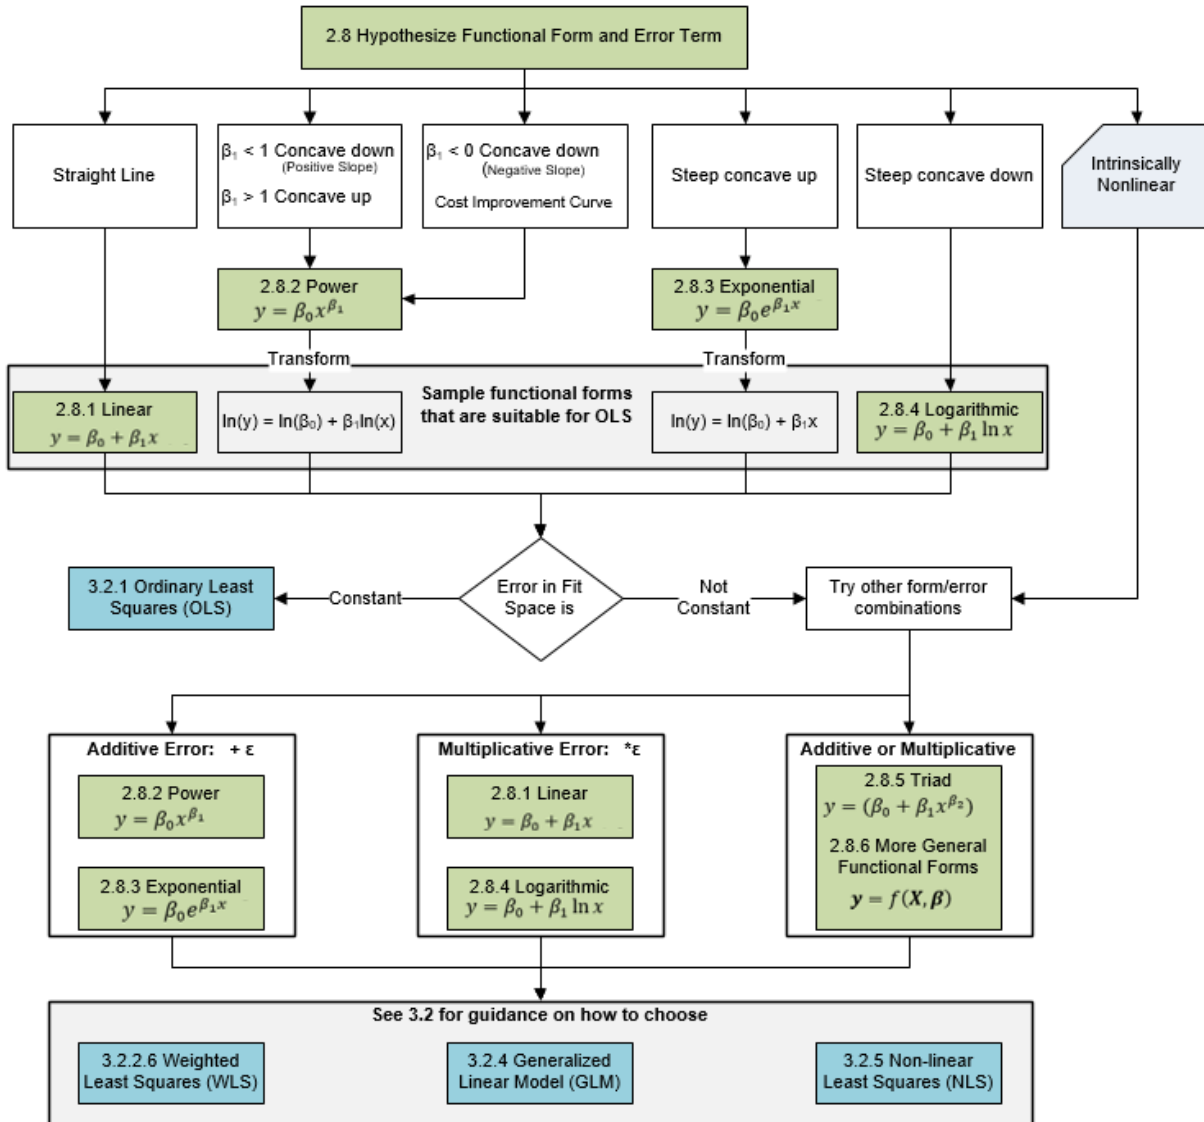 2.8 Hypothesize Functional Form and Error Term
Straight Line
β₁ < 1 Concave down
(Positive Slope)
β₁ > 1 Concave up
β₁ < 0 Concave down
(Negative Slope)
Cost Improvement Curve
Steep concave up
Steep concave down
Intrinsically
Nonlinear
2.8.2 Power
y = β₀x^β₁
2.8.3 Exponential
y = β₀e^β₁x
Transform
Transform
Sample functional forms
that are suitable for OLS
2.8.1 Linear
y = β₀ + β₁x
ln(y) = ln(β₀) + β₁ln(x)
ln(y) = ln(β₀) + β₁x
2.8.4 Logarithmic
y = β₀ + β₁ ln x
3.2.1 Ordinary Least
Squares (OLS)
Constant
Error in Fit
Space is
Not
Constant
Try other form/error
combinations
Additive Error: + ε
2.8.2 Power
y = β₀x^β₁
2.8.3 Exponential
y = β₀e^β₁x
Multiplicative Error: *ε
2.8.1 Linear
y = β₀ + β₁x
2.8.4 Logarithmic
y = β₀ + β₁ ln x
Additive or Multiplicative
2.8.5 Triad
y = (β₀ + β₁x^β₂)
2.8.6 More General
Functional Forms
y = f(X, β)
See 3.2 for guidance on how to choose
3.2.2.6 Weighted
Least Squares (WLS)
3.2.4 Generalized
Linear Model (GLM)
3.2.5 Non-linear
Least Squares (NLS)